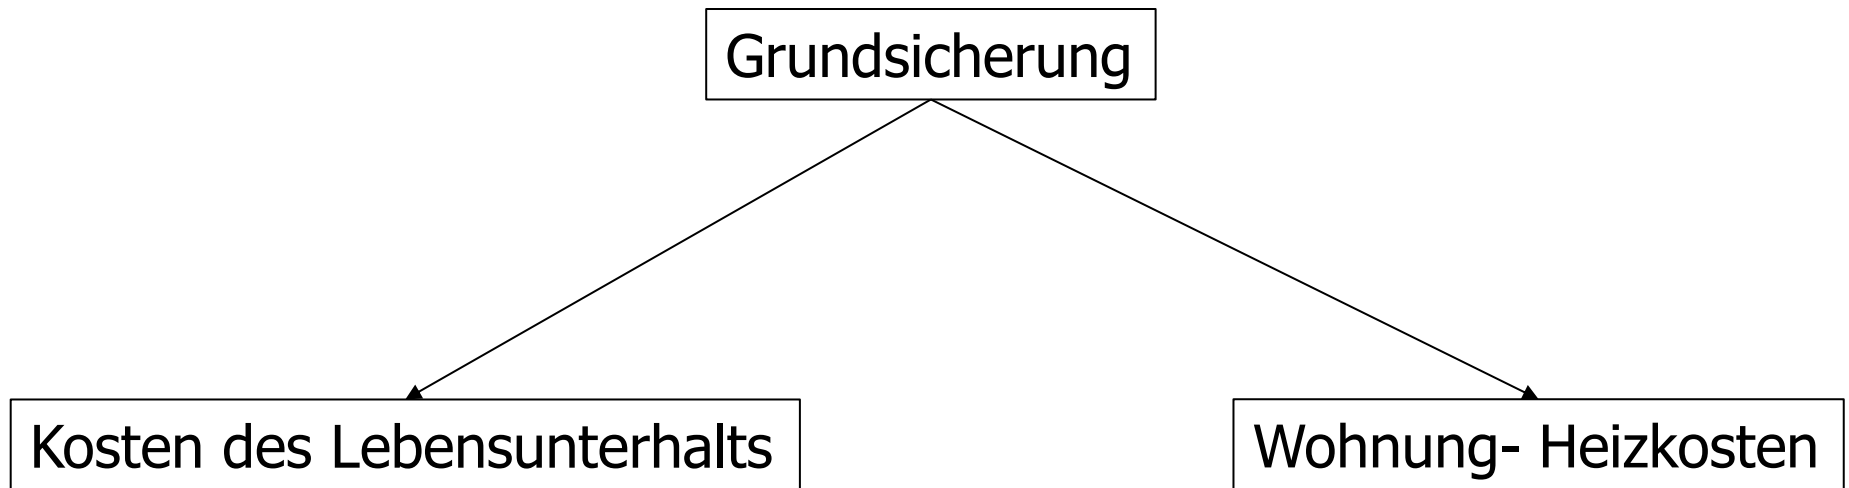 Grundsicherung
Kosten des Lebensunterhalts
Wohnung- Heizkosten